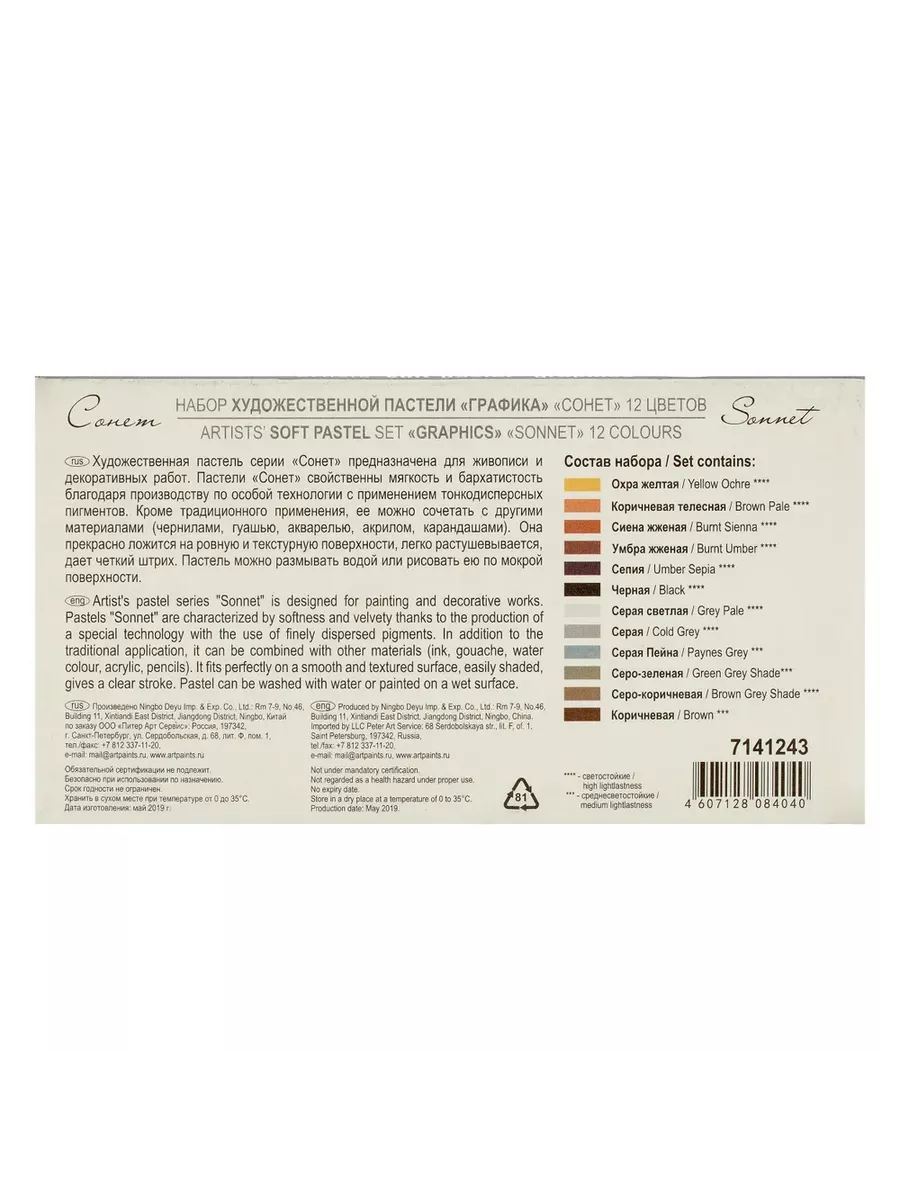 Сонет
НАБОР ХУДОЖЕСТВЕННОЙ ПАСТЕЛИ «ГРАФИКА» «СОНЕТ» 12 ЦВЕТОВ
ARTISTS' SOFT PASTEL SET «GRAPHICS» «SONNET» 12 COLOURS
Sonnet
rus Художественная пастель серии «Сонет» предназначена для живописи и
декоративных работ. Пастели «Сонет» свойственны мягкость и бархатистость
благодаря производству по особой технологии с применением тонкодисперсных
пигментов. Кроме традиционного применения, ее можно сочетать с другими
материалами (чернилами, гуашью, акварелью, акрилом, карандашами). Она
прекрасно ложится на ровную и текстурную поверхности, легко растушевывается,
дает четкий штрих. Пастель можно размывать водой или рисовать ею по мокрой
поверхности.
eng Artist's pastel series "Sonnet" is designed for painting and decorative works.
Pastels "Sonnet" are characterized by softness and velvety thanks to the production of
a special technology with the use of finely dispersed pigments. In addition to the
traditional application, it can be combined with other materials (ink, gouache, water
colour, acrylic, pencils). It fits perfectly on a smooth and textured surface, easily shaded,
gives a clear stroke. Pastel can be washed with water or painted on a wet surface.
rus Произведено Ningbo Deyu Imp. & Exp. Co., Ltd.: Rm 7-9, No.46,
Building 11, Xintiandi East District, Jiangdong District, Ningbo, Китай
по заказу ООО «Питер Арт Сервис»: Россия, 197342,
г. Санкт-Петербург, ул. Сердобольская, д. 68, лит. Ф, пом. 1,
тел./факс: +7 812 337-11-20,
e-mail: mail@artpaints.ru, www.artpaints.ru
Обязательной сертификации не подлежит.
Безопасно при использовании по назначению.
Срок годности не ограничен.
Хранить в сухом месте при температуре от 0 до 35°С.
Дата изготовления: май 2019 г.
eng Produced by Ningbo Deyu Imp. & Exp. Co., Ltd.: Rm 7-9, No.46,
Building 11, Xintiandi East District, Jiangdong District, Ningbo, China.
Imported by LLC Peter Art Service: 68 Serdobolskaya str., lit. F, of. 1,
Saint Petersburg, 197342, Russia,
tel /fax: +7 812 337-11-20,
e-mail: mail@artpaints.ru, www.artpaints.ru
Not under mandatory certification.
Not regarded as a health hazard under proper use.
No expiry date.
Store in a dry place at a temperature of 0 to 35°C.
Production date: May 2019.
81
Состав набора / Set contains:
Охра желтая / Yellow Ochre ****
Коричневая телесная / Brown Pale ****
Сиена жженая / Burnt Sienna ****
Умбра жженая / Burnt Umber ****
Сепия / Umber Sepia ****
Черная / Black ****
Серая светлая / Grey Pale ****
Серая / Cold Grey ****
Серая Пейна / Paynes Grey ***
Серо-зеленая / Green Grey Shade***
Серо-коричневая / Brown Grey Shade ****
Коричневая / Brown ***
**** - светостойкие /
high lightlastness
*** - среднесветостойкие /
medium lightlastness
7141243
4 607128 084040